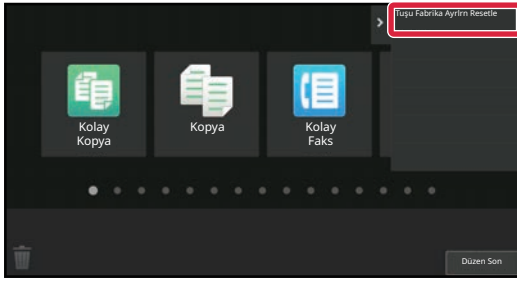 Tuşu Fabrika Ayrlrn Resetle
Kolay
Kopya
Kopya
Kolay
Faks
Düzen Son